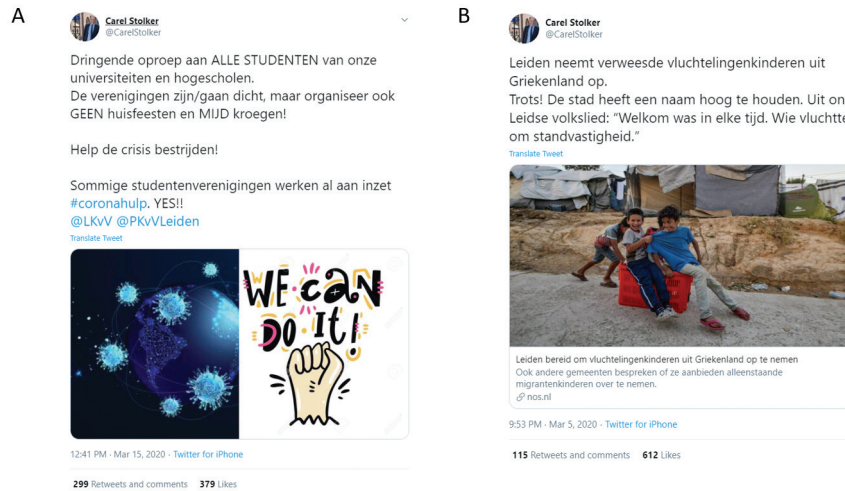 A
Carel Stolker
@CarelStolker
Dringende oproep aan ALLE STUDENTEN van onze
universiteiten en hogescholen.
De verenigingen zijn/gaan dicht, maar organiseer ook
GEEN huisfeesten en MIJD kroegen!
Help de crisis bestrijden!
Sommige studentenverenigingen werken al aan inzet
#coronahulp. YES!!
@LKvV @PKvVLeiden
Translate Tweet
WE CAN
DO It!
12:41 PM · Mar 15, 2020 · Twitter for iPhone
299 Retweets and comments 379 Likes
B
Carel Stolker
@CarelStolker
Leiden neemt verweesde vluchtelingenkinderen uit
Griekenland op.
Trots! De stad heeft een naam hoog te houden. Uit on
Leidse volkslied: “Welkom was in elke tijd. Wie vluchtte
om standvastigheid.”
Translate Tweet
Leiden bereid om vluchtelingenkinderen uit Griekenland op te nemen
Ook andere gemeenten bespreken of ze aanbieden alleenstaande
migrantenkinderen over te nemen.
nos.nl
9:53 PM · Mar 5, 2020 · Twitter for iPhone
115 Retweets and comments 612 Likes